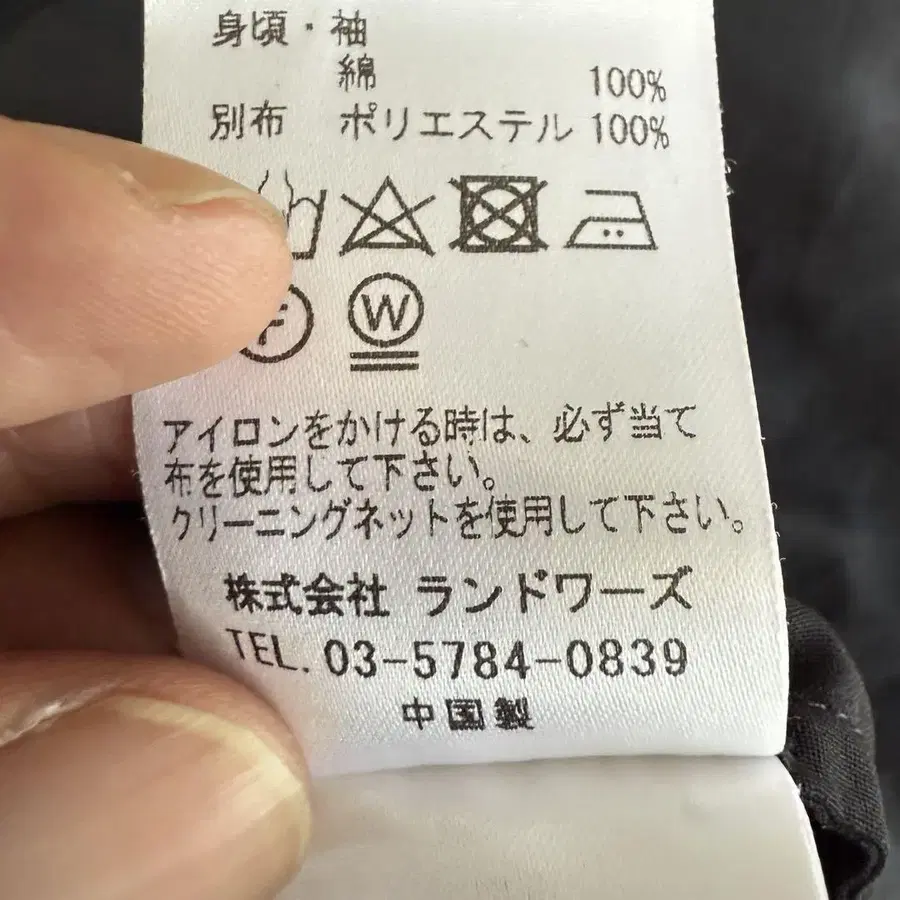 身頃・袖
綿 100%
別布 ポリエステル 100%
F
W
アイロンをかける時は、必ず当て
布を使用して下さい。
クリーニングネットを使用して下さい。
株式会社 ランドワーズ
TEL. 03-5784-0839
中国製